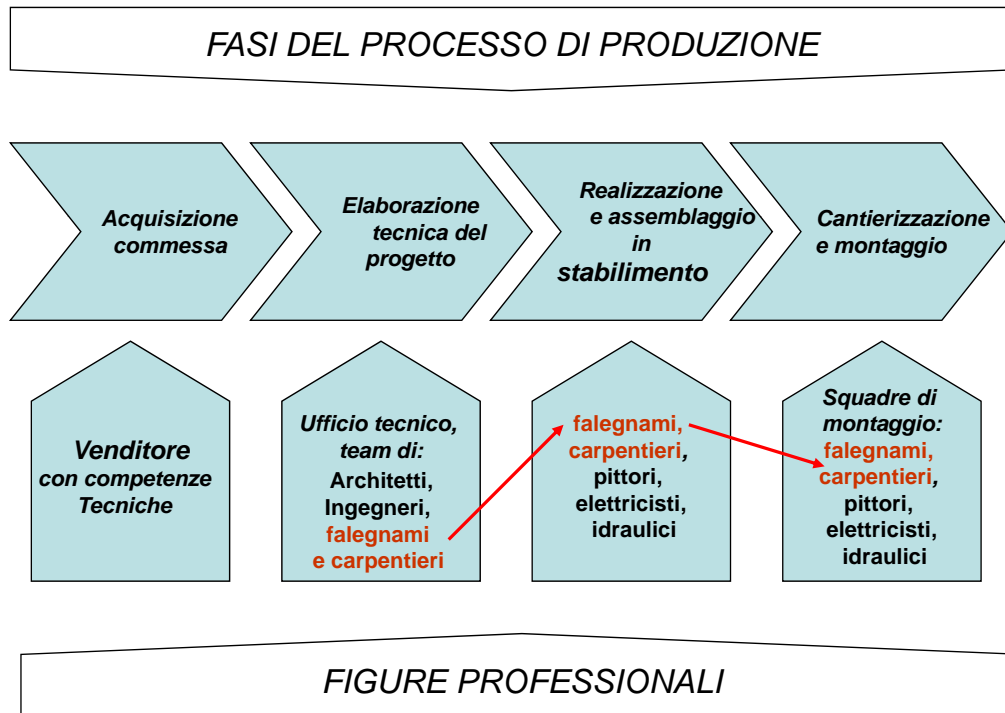 FASI DEL PROCESSO DI PRODUZIONE
Acquisizione
commessa
Elaborazione
tecnica del
progetto
Realizzazione
e assemblaggio
in
stabilimento
Cantierizzazione
e montaggio
Venditore
con competenze
Tecniche
Ufficio tecnico,
team di:
Architetti,
Ingegneri,
falegnami
e carpentieri
falegnami,
carpentieri,
pittori,
elettricisti,
idraulici
Squadre di
montaggio:
falegnami,
carpentieri,
pittori,
elettricisti,
idraulici
FIGURE PROFESSIONALI